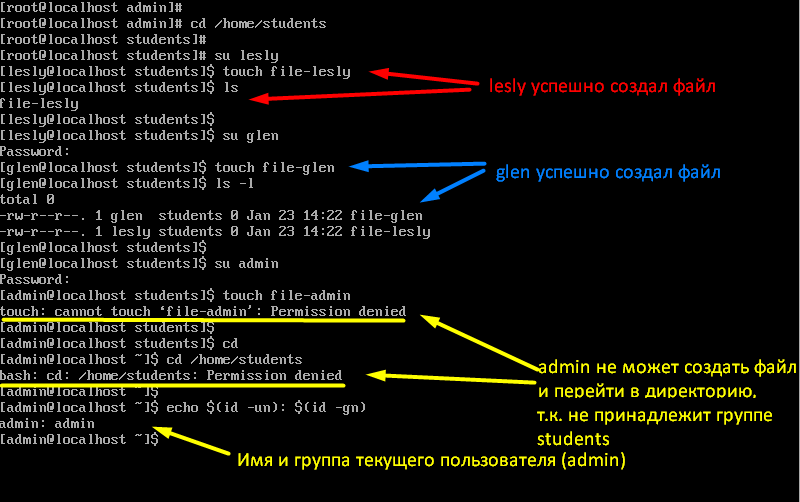 [root@localhost admin]#
[root@localhost admin]# cd /home/students
[root@localhost students]#
[root@localhost students]# su lesly
[lesly@localhost students]$ touch file-lesly
[lesly@localhost students]$ ls
lesly успешно создал файл
file-lesly
[lesly@localhost students]$
[lesly@localhost students]$ su glen
Password:
[glen@localhost students]$ touch file-glen
glen успешно создал файл
[glen@localhost students]$ ls -l
total 0
-rw-r--r--. 1 glen  students 0 Jan 23 14:22 file-glen
-rw-r--r--. 1 lesly students 0 Jan 23 14:22 file-lesly
[glen@localhost students]$
[glen@localhost students]$ su admin
Password:
[admin@localhost students]$ touch file-admin
touch: cannot touch ‘file-admin’: Permission denied
[admin@localhost students]$
[admin@localhost students]$ cd
[admin@localhost ~]$ cd /home/students
bash: cd: /home/students: Permission denied
[admin@localhost ~]$
[admin@localhost ~]$ echo $(id -un): $(id -gn)
admin: admin
[admin@localhost ~]$
admin не может создать файл
и перейти в директорию,
т.к. не принадлежит группе
students
Имя и группа текущего пользователя (admin)